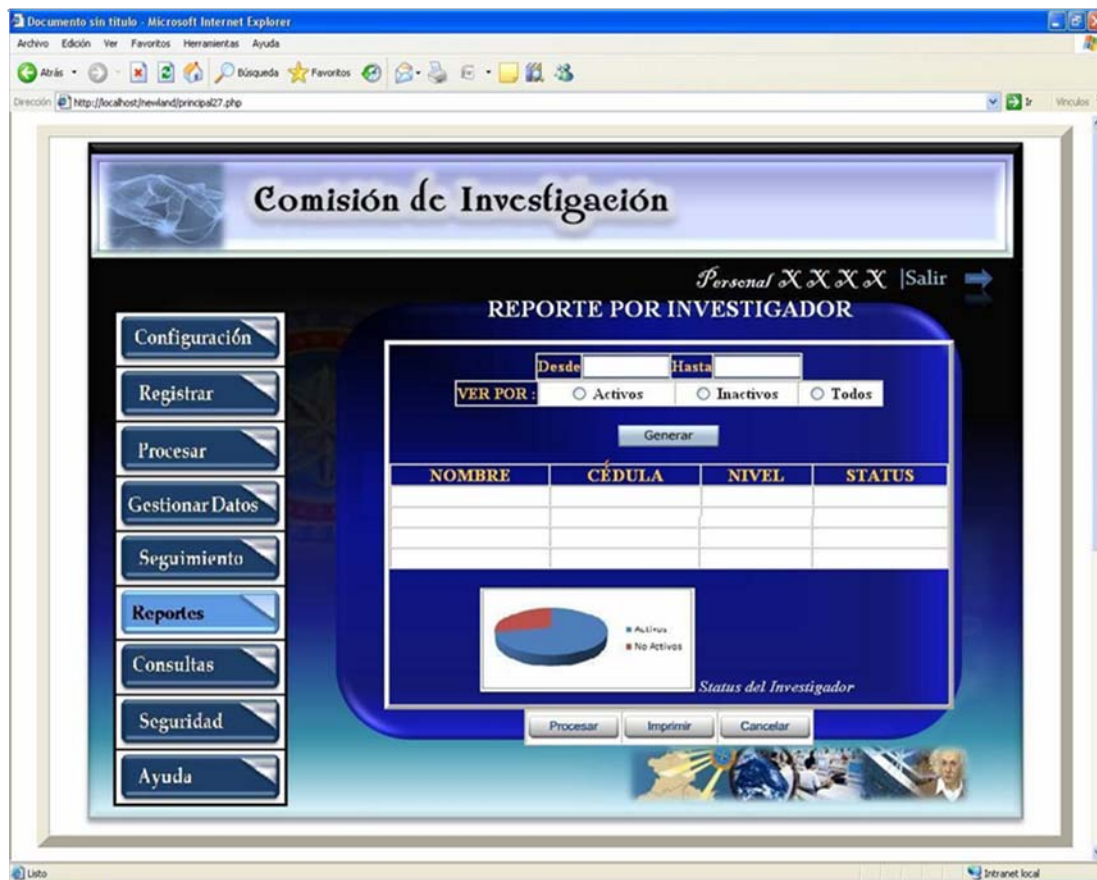 Documento sin título - Microsoft Internet Explorer
Archivo Edición Ver Favoritos Herramientas Ayuda
Atrás Búsqueda Favoritos
Dirección http://localhost/newland/principal27.php Ir Vínculos
Comisión de Investigación
Personal X X X X |Salir
REPORTE POR INVESTIGADOR
Configuración
Registrar
Procesar
Gestionar Datos
Seguimiento
Reportes
Consultas
Seguridad
Ayuda
Desde Hasta
VER POR : Activos Inactivos Todos
Generar
NOMBRE CÉDULA NIVEL STATUS
Activos
No Activos
Status del Investigador
Procesar Imprimir Cancelar
Listo Intranet local